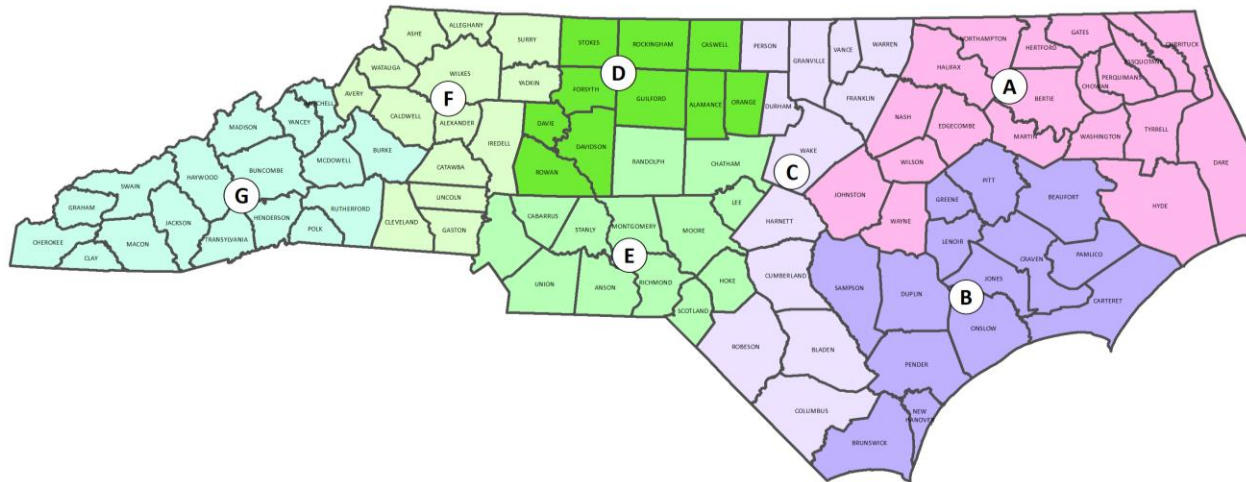 ALLEGHANY
ASHE
SURRY
STOKES
ROCKINGHAM
CASWELL
PERSON
VANCE
WARREN
GRANVILLE
NORTHAMPTON
GATES
HERTFORD
HALIFAX
WATAUGA
WILKES
YADKIN
D
FORSYTH
GUILFORD
ALAMANCE
ORANGE
DURHAM
FRANKLIN
A
BERTIE
CHOWAN
PERQUIMANS
AVERY
F
CALDWELL
ALEXANDER
IREDELL
DAVIE
DAVIDSON
RANDOLPH
CHATHAM
WAKE
C
NASH
EDGECOMBE
MARTIN
WASHINGTON
TYRRELL
DARE
MADISON
YANCEY
MCDOWELL
BURKE
CATAWBA
ROWAN
WILSON
BUNCOMBE
HAYWOOD
SWAIN
GRAHAM
G
JACKSON
HENDERSON
RUTHERFORD
POLK
TRANSYLVANIA
CHEROKEE
MACON
CLAY
LINCOLN
CLEVELAND
GASTON
CABARRUS
STANLY
MONTGOMERY
MOORE
LEE
HARNETT
JOHNSTON
WAYNE
GREENE
PITT
BEAUFORT
HYDE
LENOIR
CRAVEN
PAMLICO
E
UNION
ANSON
RICHMOND
HOKE
SCOTLAND
CUMBERLAND
SAMPSON
DUPLIN
JONES
B
ONSLOW
CARTERET
ROBESON
BLADEN
PENDER
COLUMBUS
BRUNSWICK
NEW
HANOVER